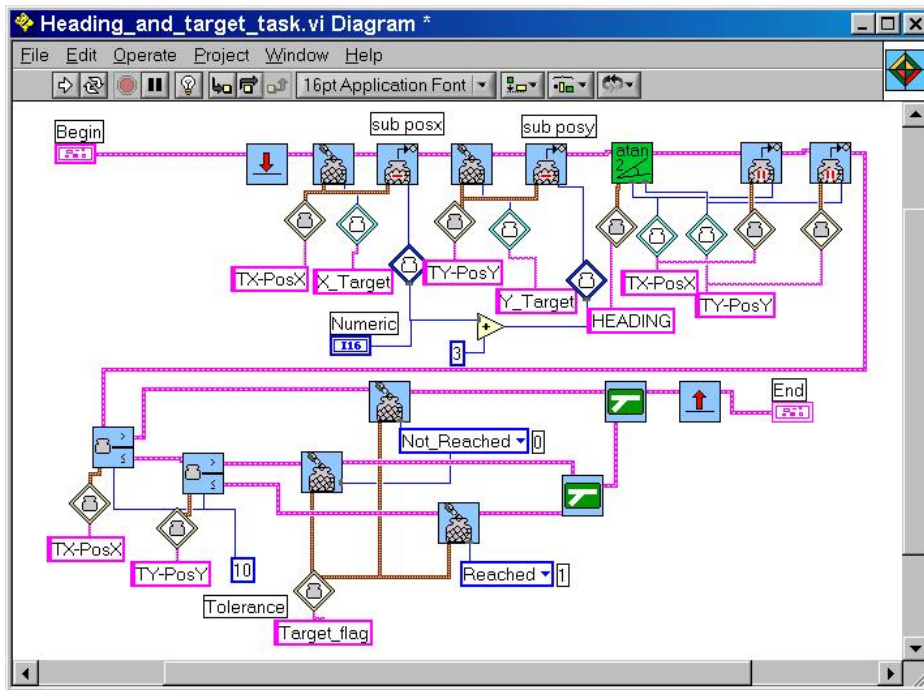 Heading_and_target_task.vi Diagram *
File Edit Operate Project Window Help
16pt Application Font
Begin
sub posx
sub posy
atan
2
TX-PosX
X_Target
TY-PosY
Y_Target
HEADING
TX-PosX
TY-PosY
Numeric
I16
+
3
End
>
≤
>
≤
Not_Reached 0
TX-PosX
TY-PosY
10
Reached 1
Tolerance
Target_flag